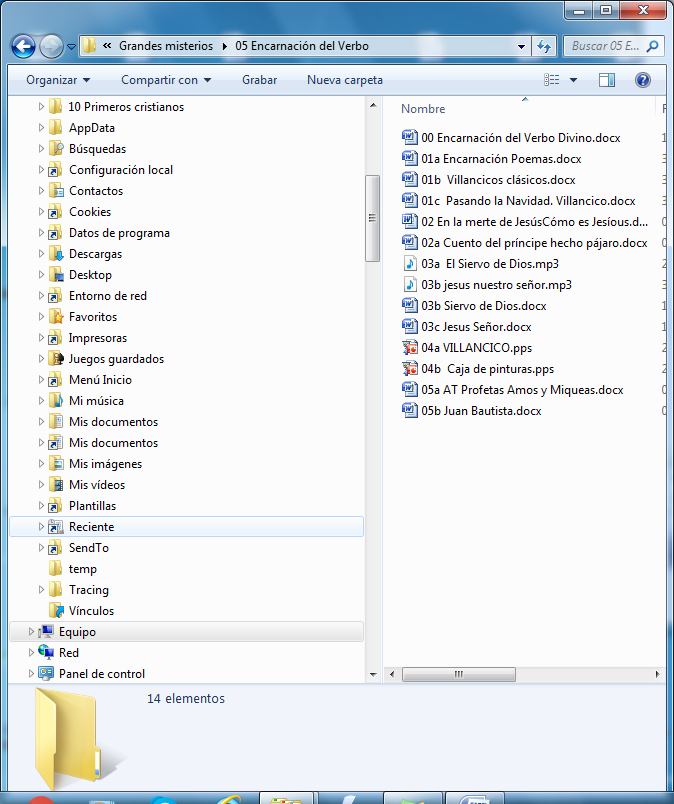 « Grandes misterios ▸ 05 Encarnación del Verbo
Buscar 05 E...
Organizar Compartir con Grabar Nueva carpeta
10 Primeros cristianos
AppData
Búsquedas
Configuración local
Contactos
Cookies
Datos de programa
Descargas
Desktop
Entorno de red
Favoritos
Impresoras
Juegos guardados
Menú Inicio
Mi música
Mis documentos
Mis documentos
Mis imágenes
Mis vídeos
Plantillas
Reciente
SendTo
temp
Tracing
Vínculos
Equipo
Red
Panel de control
Nombre
00 Encarnación del Verbo Divino.docx
01a Encarnación Poemas.docx
01b Villancicos clásicos.docx
01c Pasando la Navidad. Villancico.docx
02 En la merte de JesúsCómo es Jesíous.d...
02a Cuento del príncipe hecho pájaro.docx
03a El Siervo de Dios.mp3
03b jesus nuestro señor.mp3
03b Siervo de Dios.docx
03c Jesus Señor.docx
04a VILLANCICO.pps
04b Caja de pinturas.pps
05a AT Profetas Amos y Miqueas.docx
05b Juan Bautista.docx
14 elementos